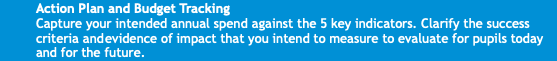 Action Plan and Budget Tracking
Capture your intended annual spend against the 5 key indicators. Clarify the success
criteria andevidence of impact that you intend to measure to evaluate for pupils today
and for the future.